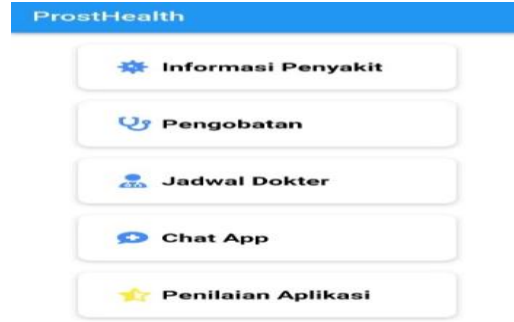 ProstHealth
Informasi Penyakit
Pengobatan
Jadwal Dokter
Chat App
Penilaian Aplikasi